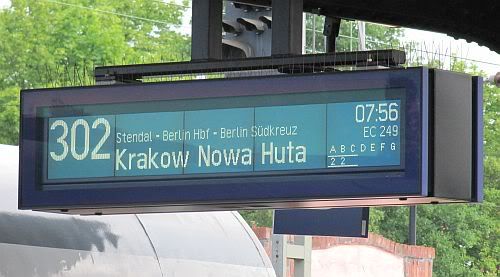 302
Stendal - Berlin Hbf - Berlin Südkreuz
Krakow Nowa Huta
07:56
EC 249
A B C D E F G
2 2